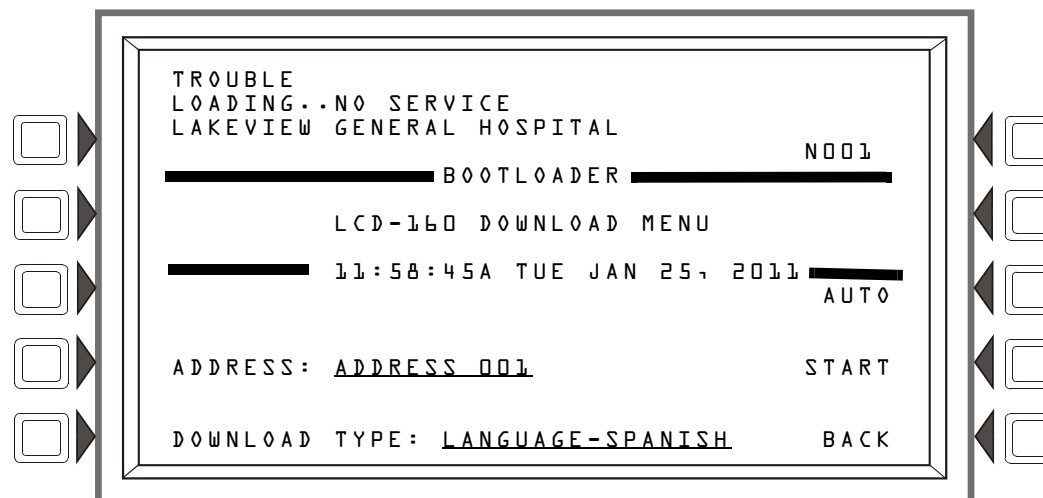 TROUBLE
LOADING..NO SERVICE
LAKEVIEW GENERAL HOSPITAL
N001
BOOTLOADER
LCD-160 DOWNLOAD MENU
11:58:45A TUE JAN 25, 2011
AUTO
ADDRESS: ADDRESS 001 START
DOWNLOAD TYPE: LANGUAGE-SPANISH BACK